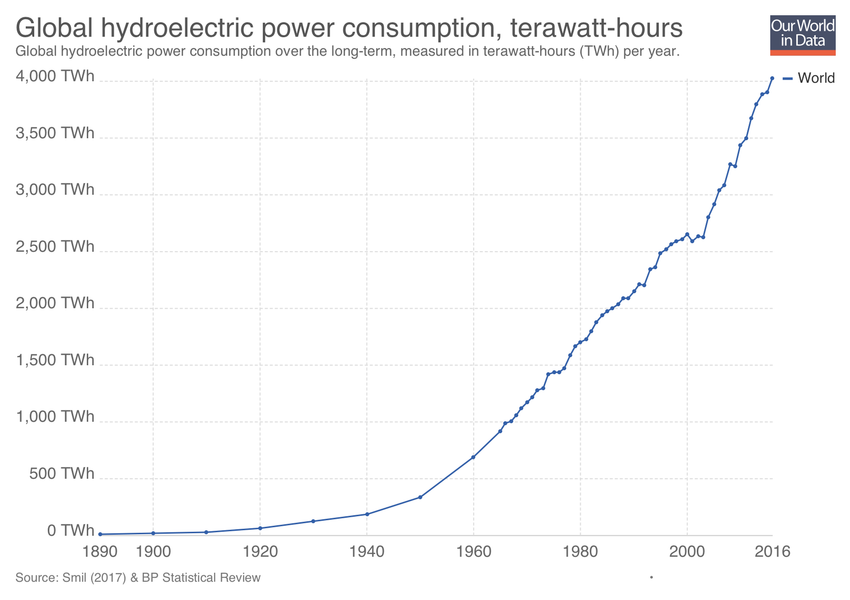 Global hydroelectric power consumption, terawatt-hours
Global hydroelectric power consumption over the long-term, measured in terawatt-hours (TWh) per year.
Our World
in Data
4,000 TWh
World
3,500 TWh
3,000 TWh
2,500 TWh
2,000 TWh
1,500 TWh
1,000 TWh
500 TWh
0 TWh
1890 1900 1920 1940 1960 1980 2000 2016
Source: Smil (2017) & BP Statistical Review